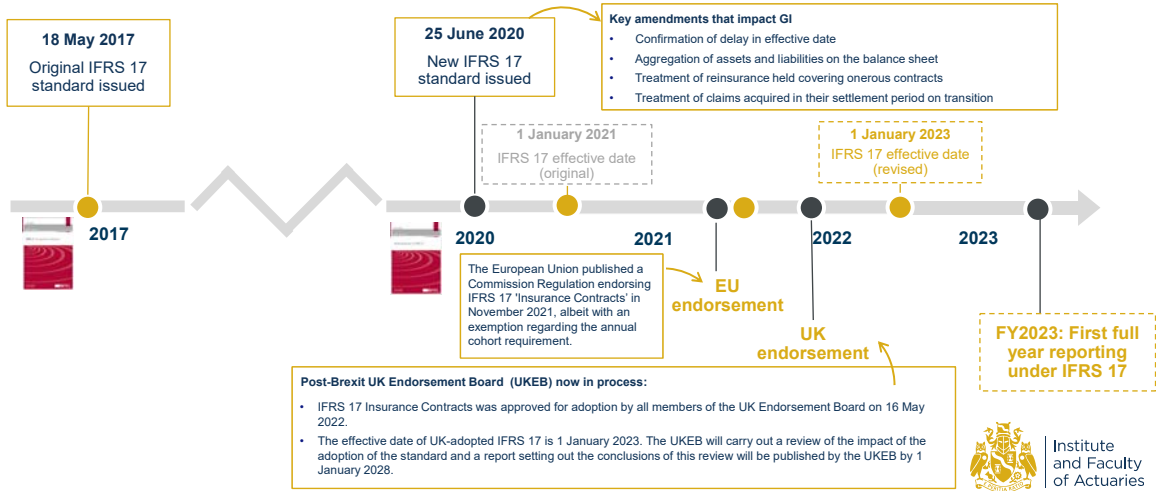 18 May 2017
Original IFRS 17
standard issued
25 June 2020
New IFRS 17
standard issued
Key amendments that impact GI
• Confirmation of delay in effective date
• Aggregation of assets and liabilities on the balance sheet
• Treatment of reinsurance held covering onerous contracts
• Treatment of claims acquired in their settlement period on transition
1 January 2021
IFRS 17 effective date
(original)
1 January 2023
IFRS 17 effective date
(revised)
2017
2020
2021
2022
2023
The European Union published a
Commission Regulation endorsing
IFRS 17 'Insurance Contracts' in
November 2021, albeit with an
exemption regarding the annual
cohort requirement.
EU
endorsement
UK
endorsement
FY2023: First full
year reporting
under IFRS 17
Post-Brexit UK Endorsement Board (UKEB) now in process:
• IFRS 17 Insurance Contracts was approved for adoption by all members of the UK Endorsement Board on 16 May
2022.
• The effective date of UK-adopted IFRS 17 is 1 January 2023. The UKEB will carry out a review of the impact of the
adoption of the standard and a report setting out the conclusions of this review will be published by the UKEB by 1
January 2028.
Institute
and Faculty
of Actuaries